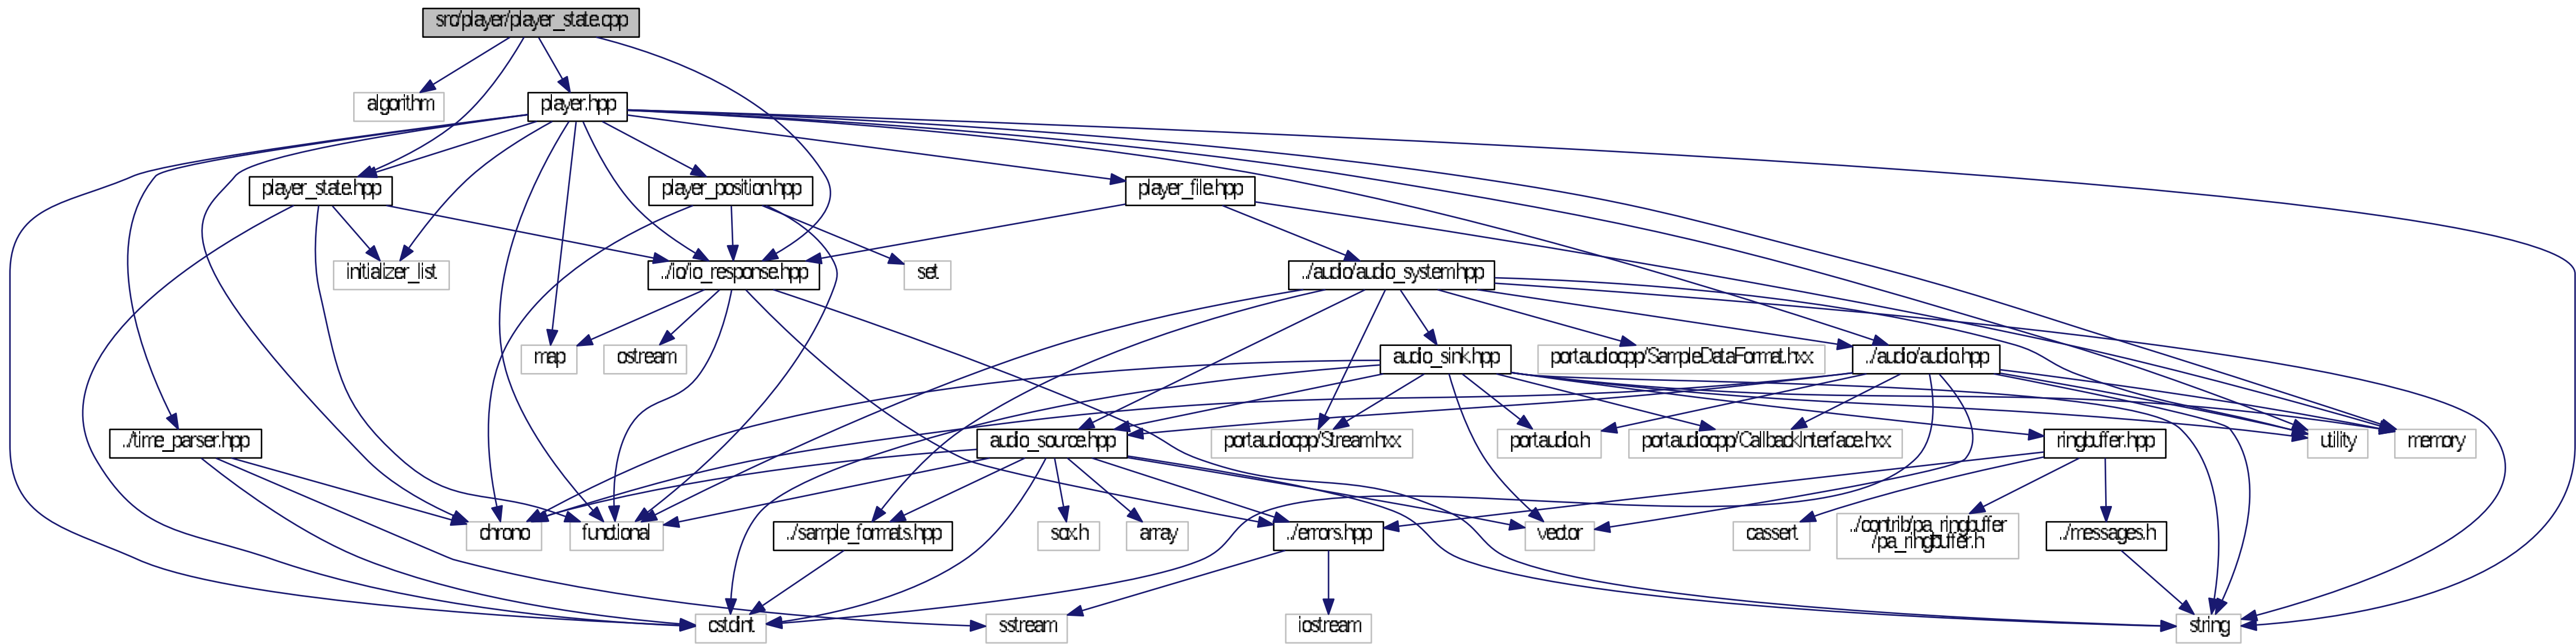 src/player/player_state.cpp
algorithm
player.hpp
player_state.hpp
player_position.hpp
player_file.hpp
initializer_list
../io/io_response.hpp
set
../audio/audio_system.hpp
map
ostream
audio_sink.hpp
portaudiocpp/SampleDataFormat.hxx
../audio/audio.hpp
../time_parser.hpp
audio_source.hpp
portaudiocpp/Stream.hxx
portaudio.h
portaudiocpp/CallbackInterface.hxx
ringbuffer.hpp
utility
memory
chrono
functional
../sample_formats.hpp
sox.h
array
../errors.hpp
vector
cassert
../contrib/pa_ringbuffer
/pa_ringbuffer.h
../messages.h
cstdint
sstream
iostream
string